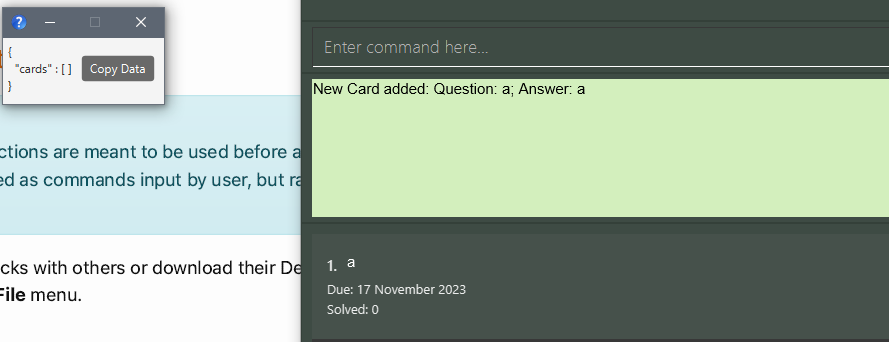 {
"cards" : [ ]
}
Copy Data
ctions are meant to be used before a
ed as commands input by user, but ra
cks with others or download their De
File menu.
Enter command here...
New Card added: Question: a; Answer: a
1. a
Due: 17 November 2023
Solved: 0